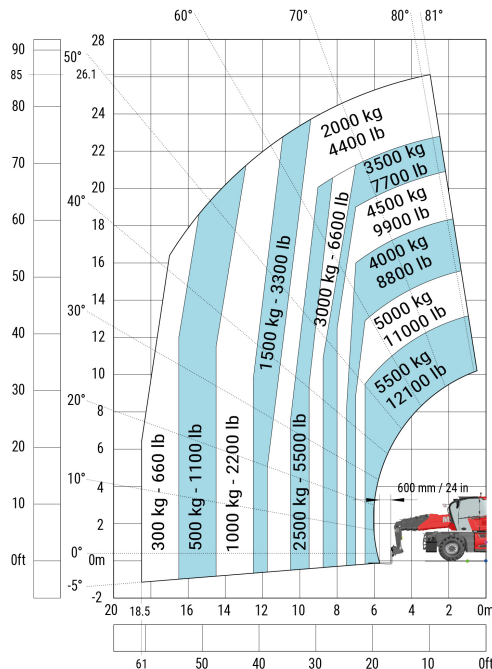 60°
70°
80°
81°
28
90
50°
85
26.1
80
24
2000 kg
4400 lb
22
70
3500 kg
7700 lb
20
60
40°
4500 kg
9900 lb
18
3000 kg - 6600 lb
4000 kg
8800 lb
16
50
1500 kg - 3300 lb
14
30°
5000 kg
11000 lb
40
12
10
5500 kg
12100 lb
30
20°
8
20
6
300 kg - 660 lb
500 kg - 1100 lb
1000 kg - 2200 lb
2500 kg - 5500 lb
10°
600 mm / 24 in
4
10
2
0°
0ft
0m
-5°
-2
20
18.5
16
14
12
10
8
6
4
2
0m
61
50
40
30
20
10
0ft